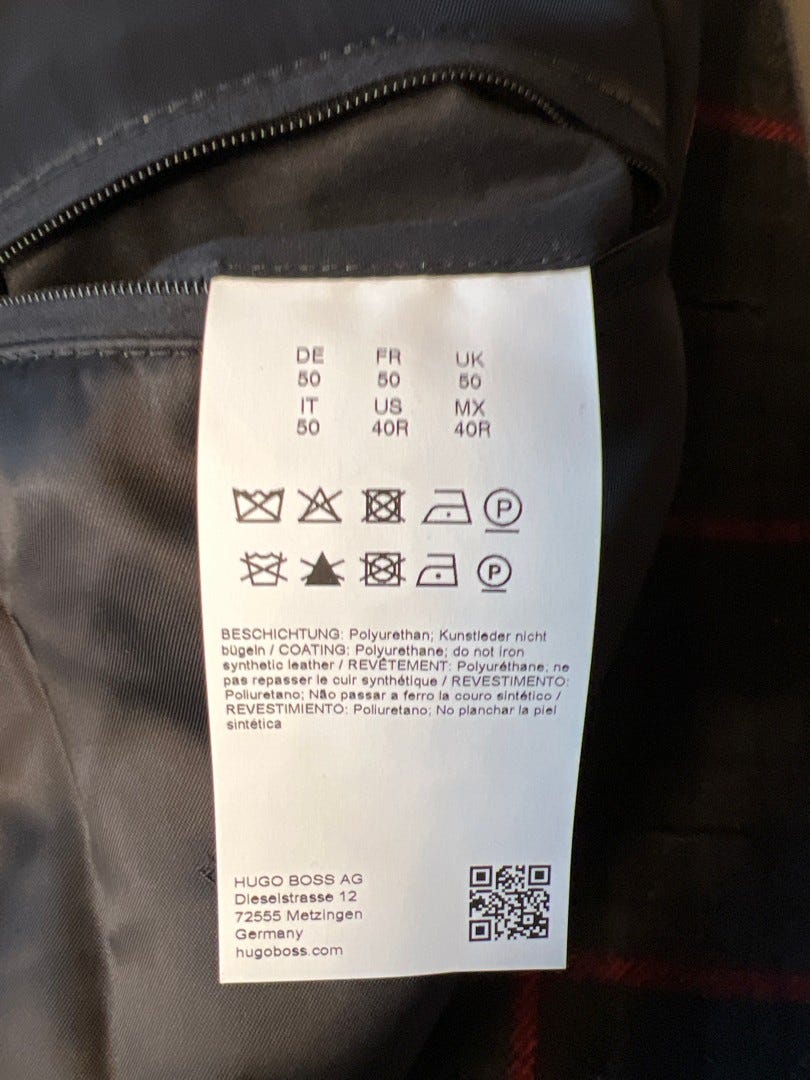 DE FR UK
50 50 50
IT US MX
50 40R 40R
P
P
BESCHICHTUNG: Polyurethan; Kunstleder nicht
bügeln / COATING: Polyurethane; do not iron
synthetic leather / REVÊTEMENT: Polyuréthane; ne
pas repasser le cuir synthétique / REVESTIMENTO:
Poliuretano; Não passar a ferro la couro sintético /
REVESTIMIENTO: Poliuretano; No planchar la piel
sintética
HUGO BOSS AG
Dieselstrasse 12
72555 Metzingen
Germany
hugoboss.com